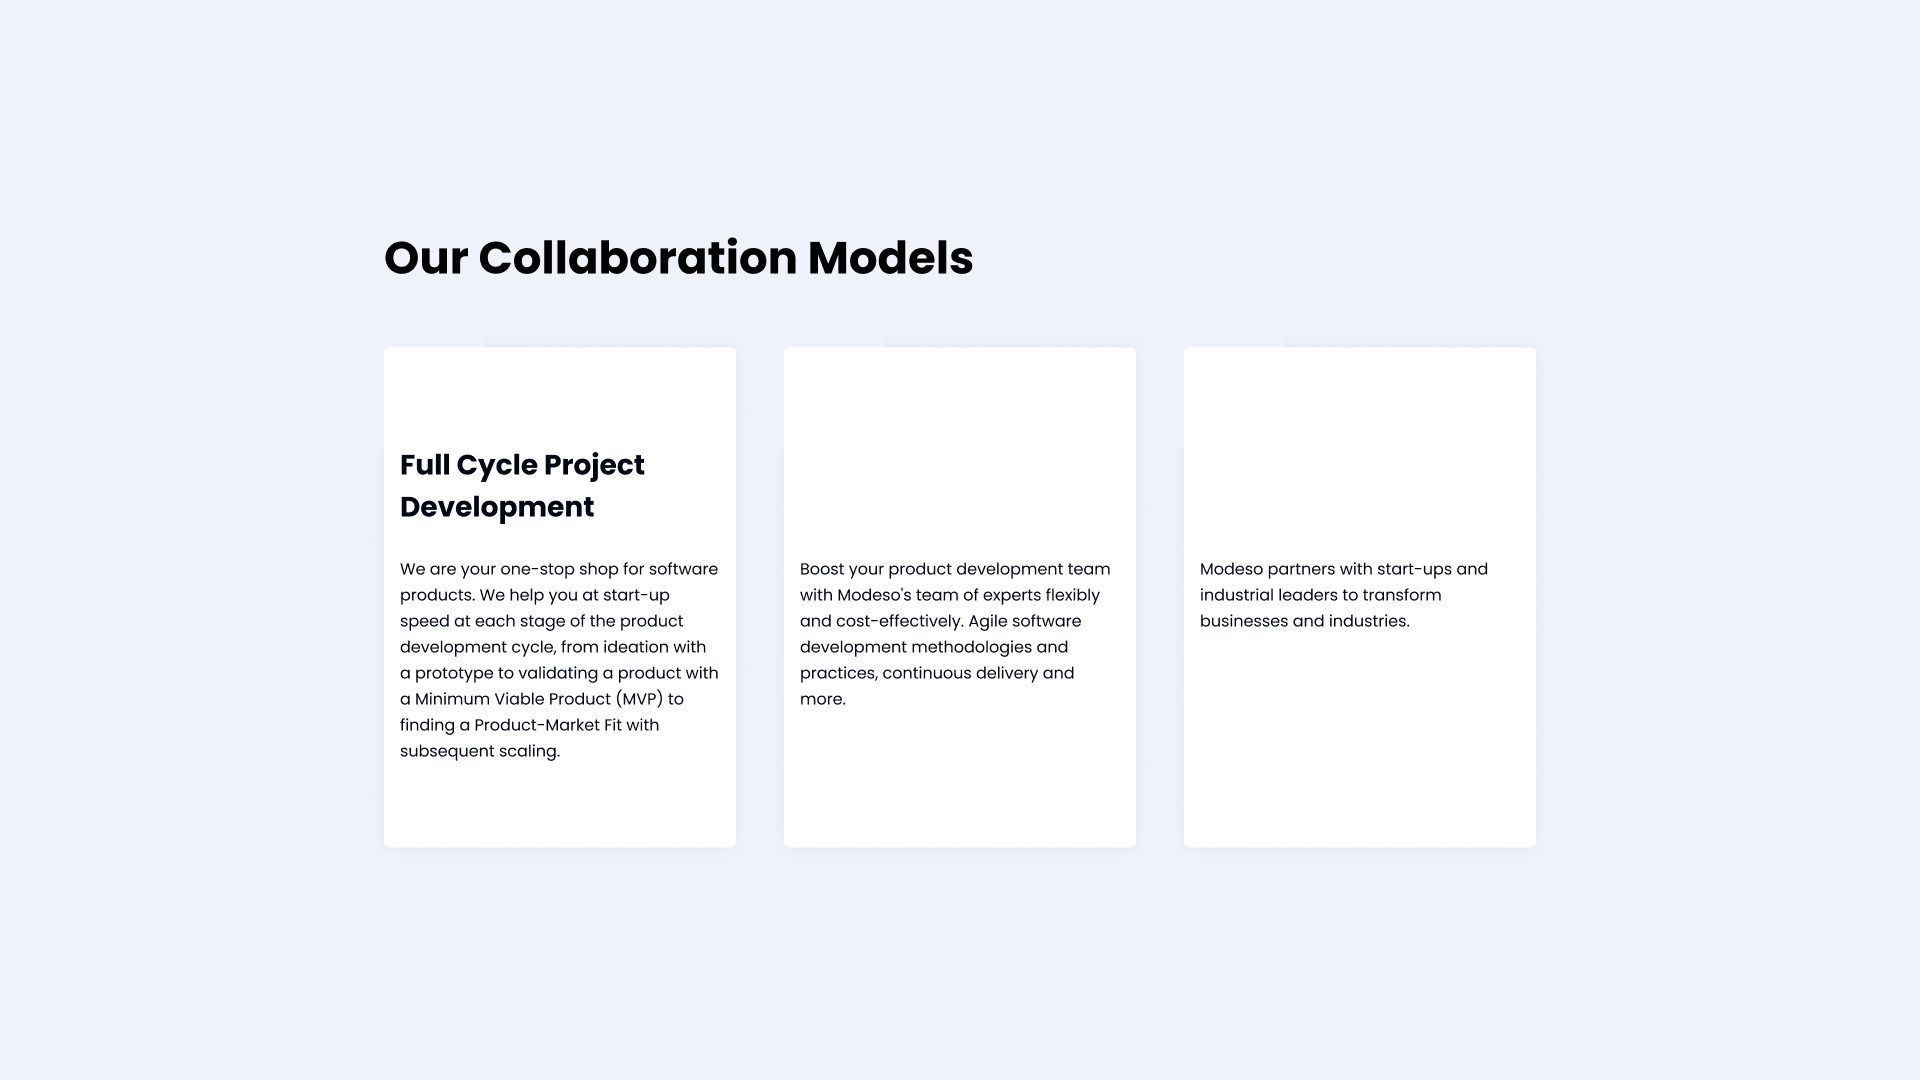 Our Collaboration Models
Full Cycle Project
Development
We are your one-stop shop for software
products. We help you at start-up
speed at each stage of the product
development cycle, from ideation with
a prototype to validating a product with
a Minimum Viable Product (MVP) to
finding a Product-Market Fit with
subsequent scaling.
Boost your product development team
with Modeso's team of experts flexibly
and cost-effectively. Agile software
development methodologies and
practices, continuous delivery and
more.
Modeso partners with start-ups and
industrial leaders to transform
businesses and industries.